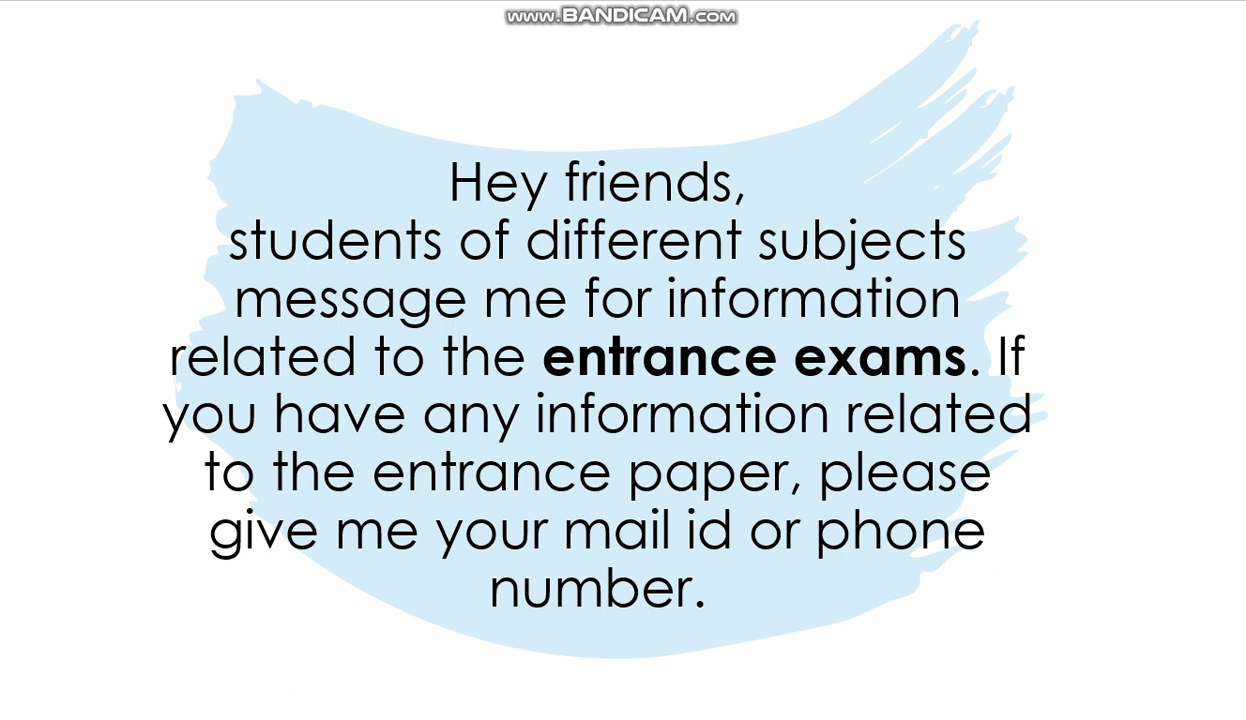 www.BANDICAM.com
Hey friends,
students of different subjects
message me for information
related to the entrance exams. If
you have any information related
to the entrance paper, please
give me your mail id or phone
number.